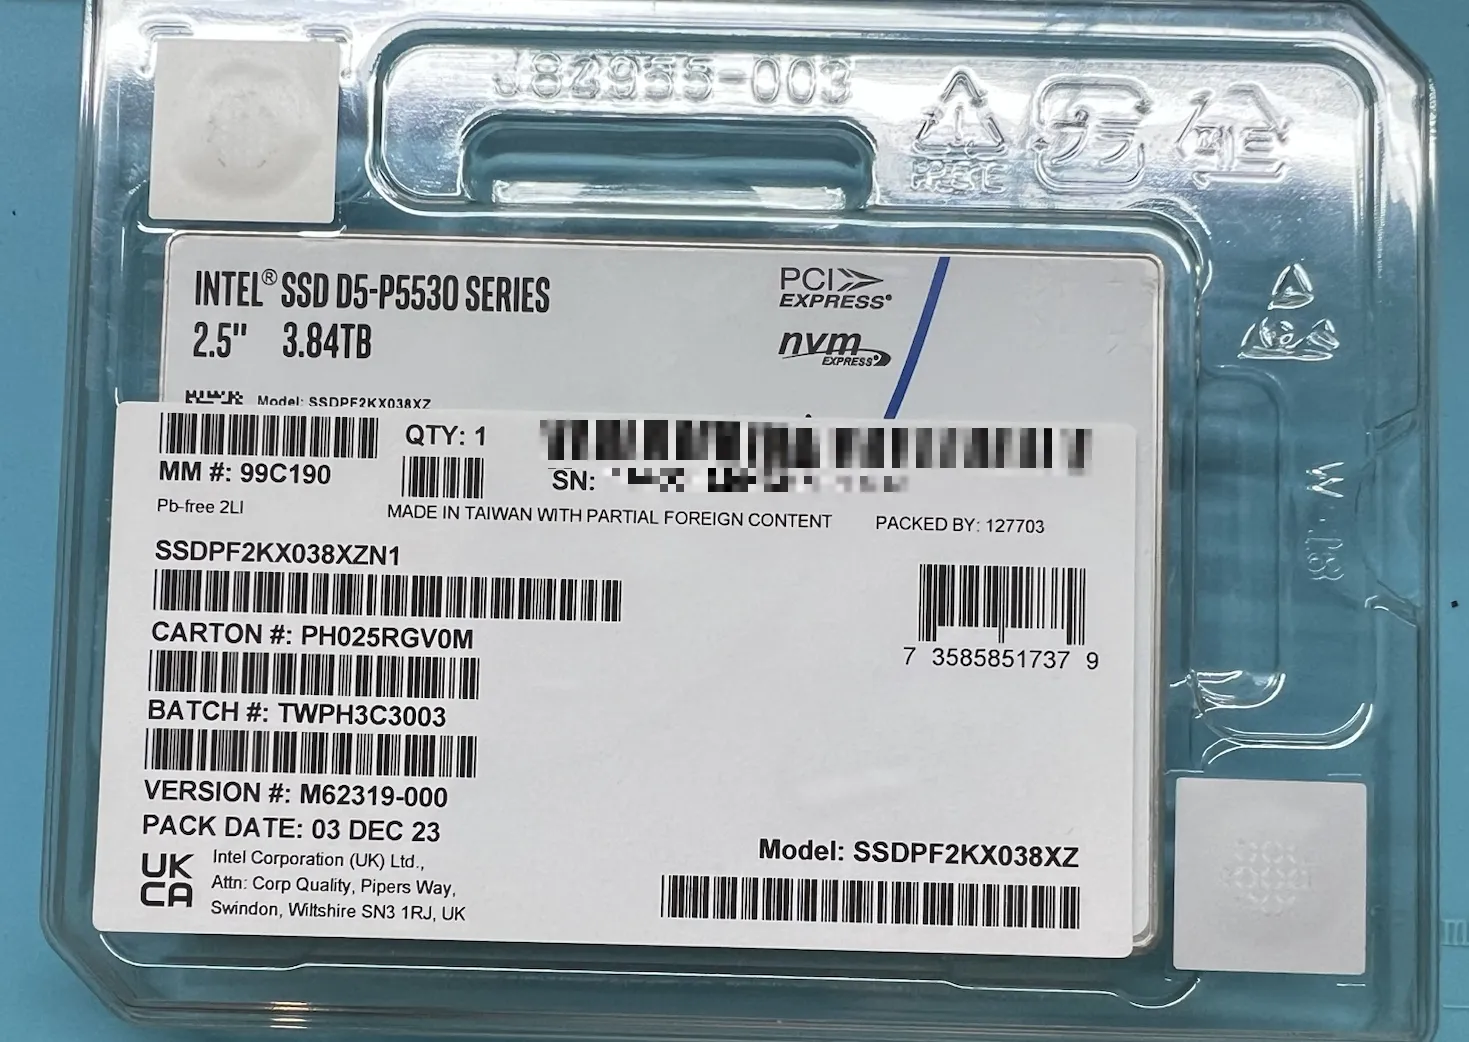 J82955-003
INTEL® SSD D5-P5530 SERIES
2.5" 3.84TB
PCI
EXPRESS®
nvm
EXPRESS®
Model: SSDPF2KX038XZ
QTY: 1
MM #: 99C190
SN:
Pb-free 2LI
MADE IN TAIWAN WITH PARTIAL FOREIGN CONTENT
PACKED BY: 127703
SSDPF2KX038XZN1
CARTON #: PH025RGV0M
7 3585851737 9
BATCH #: TWPH3C3003
VERSION #: M62319-000
PACK DATE: 03 DEC 23
UK
CA
Intel Corporation (UK) Ltd.,
Attn: Corp Quality, Pipers Way,
Swindon, Wiltshire SN3 1RJ, UK
Model: SSDPF2KX038XZ